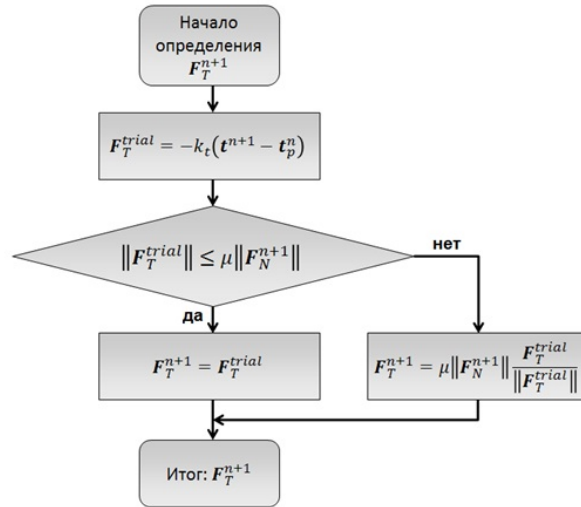 Начало
определения
𝑭_T^{n+1}
𝑭_T^{trial} = −k_t(𝒕^{n+1} − 𝒕_p^n)
‖𝑭_T^{trial}‖ ≤ μ‖𝑭_N^{n+1}‖
нет
да
𝑭_T^{n+1} = 𝑭_T^{trial}
𝑭_T^{n+1} = μ‖𝑭_N^{n+1}‖ 𝑭_T^{trial} / ‖𝑭_T^{trial}‖
Итог: 𝑭_T^{n+1}